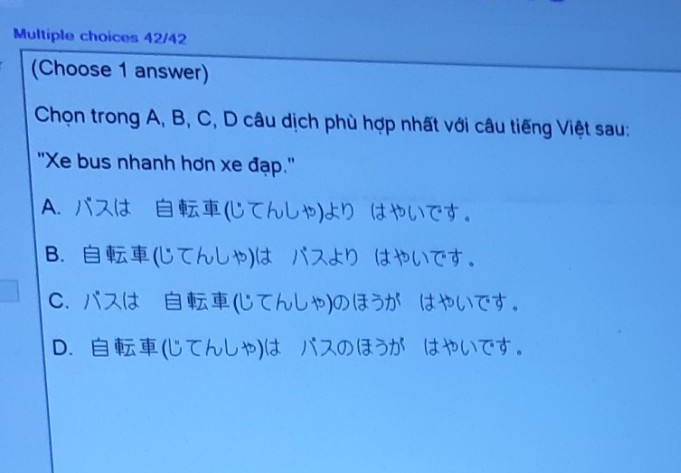 Multiple choices 42/42
(Choose 1 answer)
Chọn trong A, B, C, D câu dịch phù hợp nhất với câu tiếng Việt sau:
"Xe bus nhanh hơn xe đạp."
A. バスは 自転車(じてんしゃ)より はやいです。
B. 自転車(じてんしゃ)は バスより はやいです。
C. バスは 自転車(じてんしゃ)のほうが はやいです。
D. 自転車(じてんしゃ)は バスのほうが はやいです。